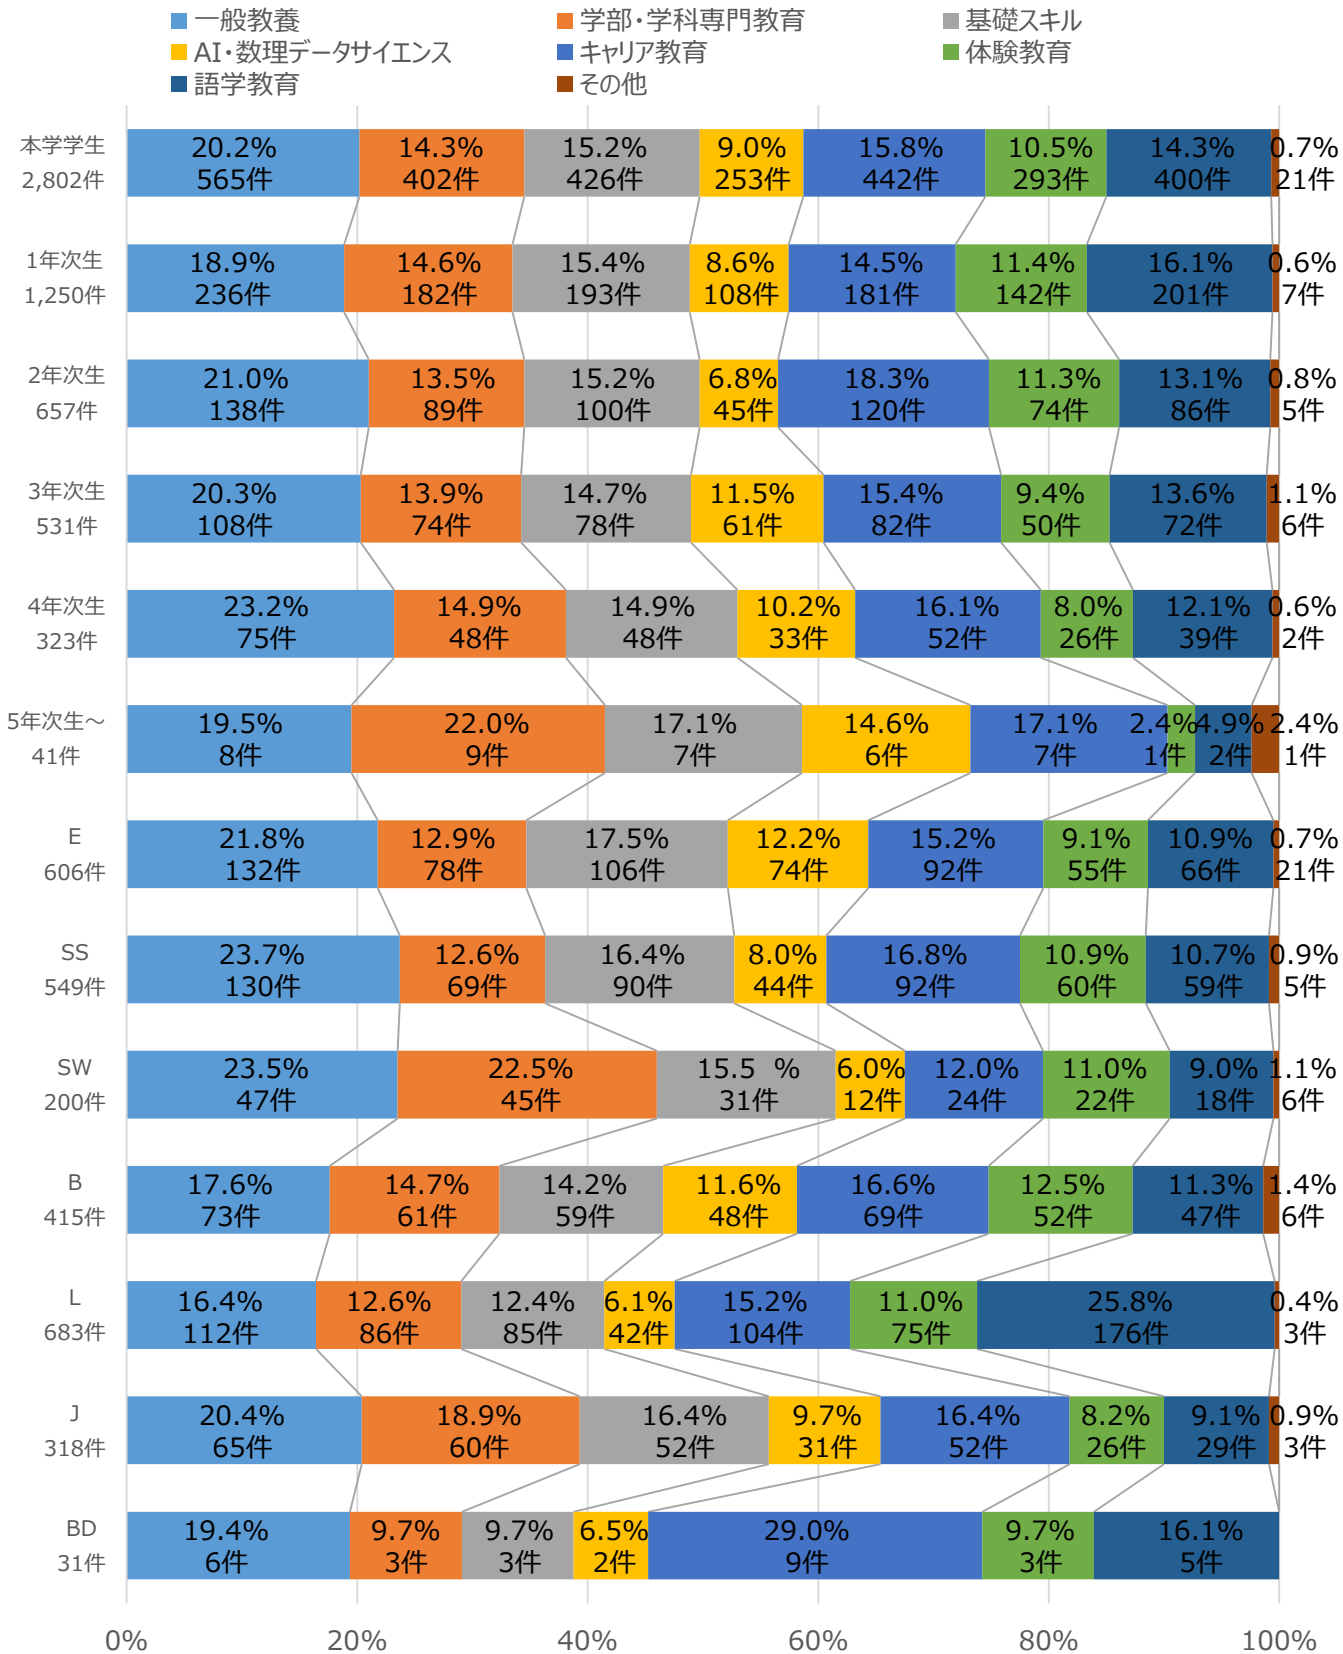 一般教養 学部・学科専門教育 基礎スキル
AI・数理データサイエンス キャリア教育 体験教育
語学教育 その他
本学学生 20.2% 14.3% 15.2% 9.0% 15.8% 10.5% 14.3% 0.7%
2,802件 565件 402件 426件 253件 442件 293件 400件 21件
1年次生 18.9% 14.6% 15.4% 8.6% 14.5% 11.4% 16.1% 0.6%
1,250件 236件 182件 193件 108件 181件 142件 201件 7件
2年次生 21.0% 13.5% 15.2% 6.8% 18.3% 11.3% 13.1% 0.8%
657件 138件 89件 100件 45件 120件 74件 86件 5件
3年次生 20.3% 13.9% 14.7% 11.5% 15.4% 9.4% 13.6% 1.1%
531件 108件 74件 78件 61件 82件 50件 72件 6件
4年次生 23.2% 14.9% 14.9% 10.2% 16.1% 8.0% 12.1% 0.6%
323件 75件 48件 48件 33件 52件 26件 39件 2件
5年次生～ 19.5% 22.0% 17.1% 14.6% 17.1% 2.4% 4.9% 2.4%
41件 8件 9件 7件 6件 7件 1件 2件 1件
E 21.8% 12.9% 17.5% 12.2% 15.2% 9.1% 10.9% 0.7%
606件 132件 78件 106件 74件 92件 55件 66件 21件
SS 23.7% 12.6% 16.4% 8.0% 16.8% 10.9% 10.7% 0.9%
549件 130件 69件 90件 44件 92件 60件 59件 5件
SW 23.5% 22.5% 15.5 % 6.0% 12.0% 11.0% 9.0% 1.1%
200件 47件 45件 31件 12件 24件 22件 18件 6件
B 17.6% 14.7% 14.2% 11.6% 16.6% 12.5% 11.3% 1.4%
415件 73件 61件 59件 48件 69件 52件 47件 6件
L 16.4% 12.6% 12.4% 6.1% 15.2% 11.0% 25.8% 0.4%
683件 112件 86件 85件 42件 104件 75件 176件 3件
J 20.4% 18.9% 16.4% 9.7% 16.4% 8.2% 9.1% 0.9%
318件 65件 60件 52件 31件 52件 26件 29件 3件
BD 19.4% 9.7% 9.7% 6.5% 29.0% 9.7% 16.1%
31件 6件 3件 3件 2件 9件 3件 5件
0% 20% 40% 60% 80% 100%